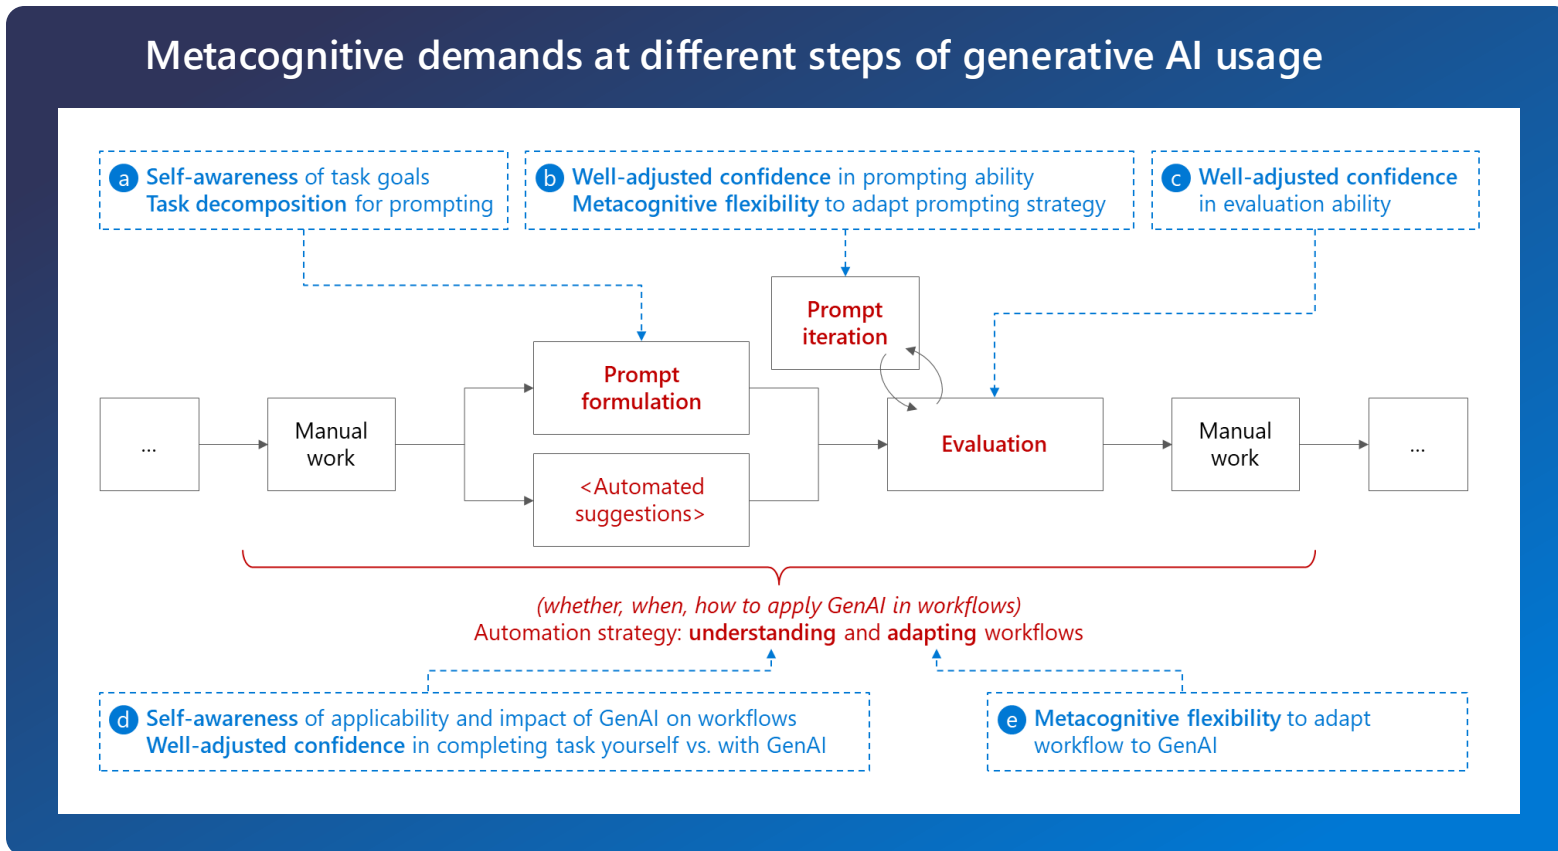 Metacognitive demands at different steps of generative AI usage
a
Self-awareness of task goals
Task decomposition for prompting
b
Well-adjusted confidence in prompting ability
Metacognitive flexibility to adapt prompting strategy
c
Well-adjusted confidence
in evaluation ability
Prompt
iteration
Prompt
formulation
...
Manual
work
<Automated
suggestions>
Evaluation
Manual
work
...
(whether, when, how to apply GenAI in workflows)
Automation strategy: understanding and adapting workflows
d
Self-awareness of applicability and impact of GenAI on workflows
Well-adjusted confidence in completing task yourself vs. with GenAI
e
Metacognitive flexibility to adapt
workflow to GenAI